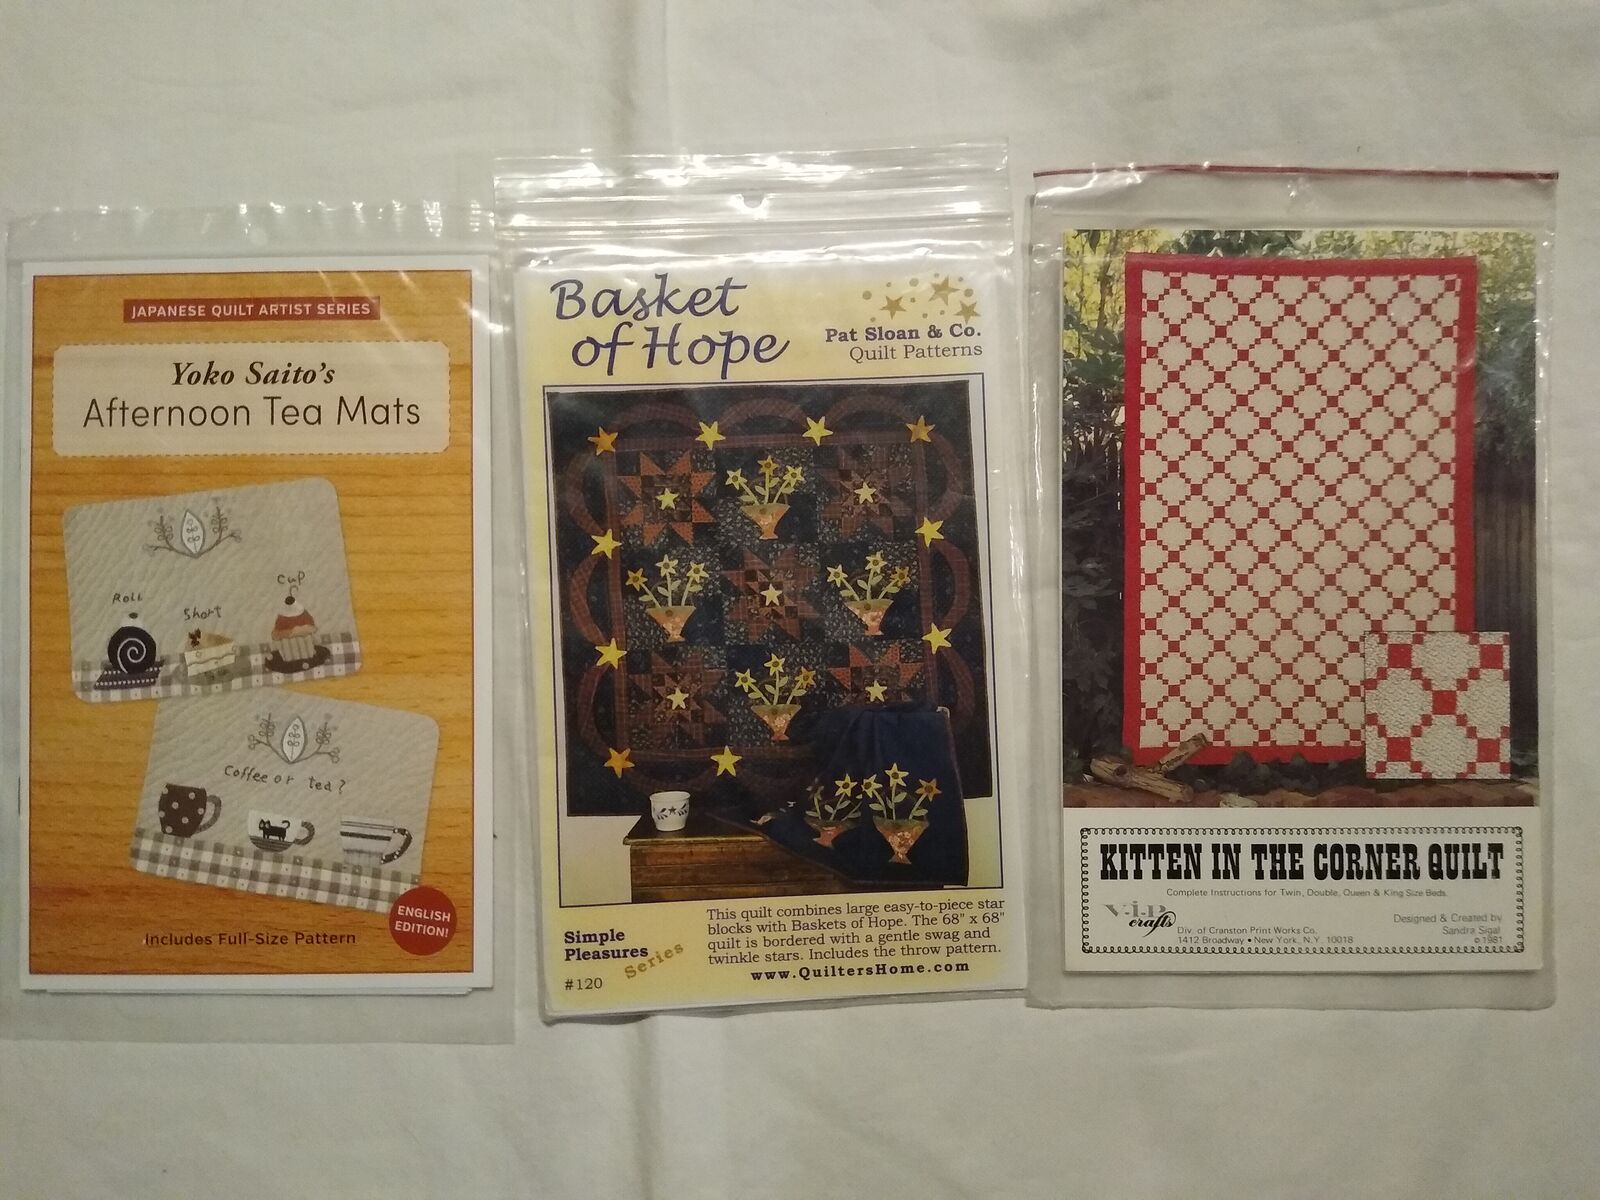 JAPANESE QUILT ARTIST SERIES
Yoko Saito's
Afternoon Tea Mats
Roll
Short
Cup
Coffee or tea?
ENGLISH
EDITION!
Includes Full-Size Pattern
Basket
of Hope
Pat Sloan & Co.
Quilt Patterns
Simple
Pleasures
Series
#120
This quilt combines large easy-to-piece star
blocks with Baskets of Hope. The 68" x 68"
quilt is bordered with a gentle swag and
twinkle stars. Includes the throw pattern.
www.QuiltersHome.com
KITTEN IN THE CORNER QUILT
Complete Instructions for Twin, Double, Queen & King Size Beds.
V.I.P
crafts
Div. of Cranston Print Works Co.
1412 Broadway • New York, N.Y. 10018
Designed & Created by
Sandra Sigal
©1981